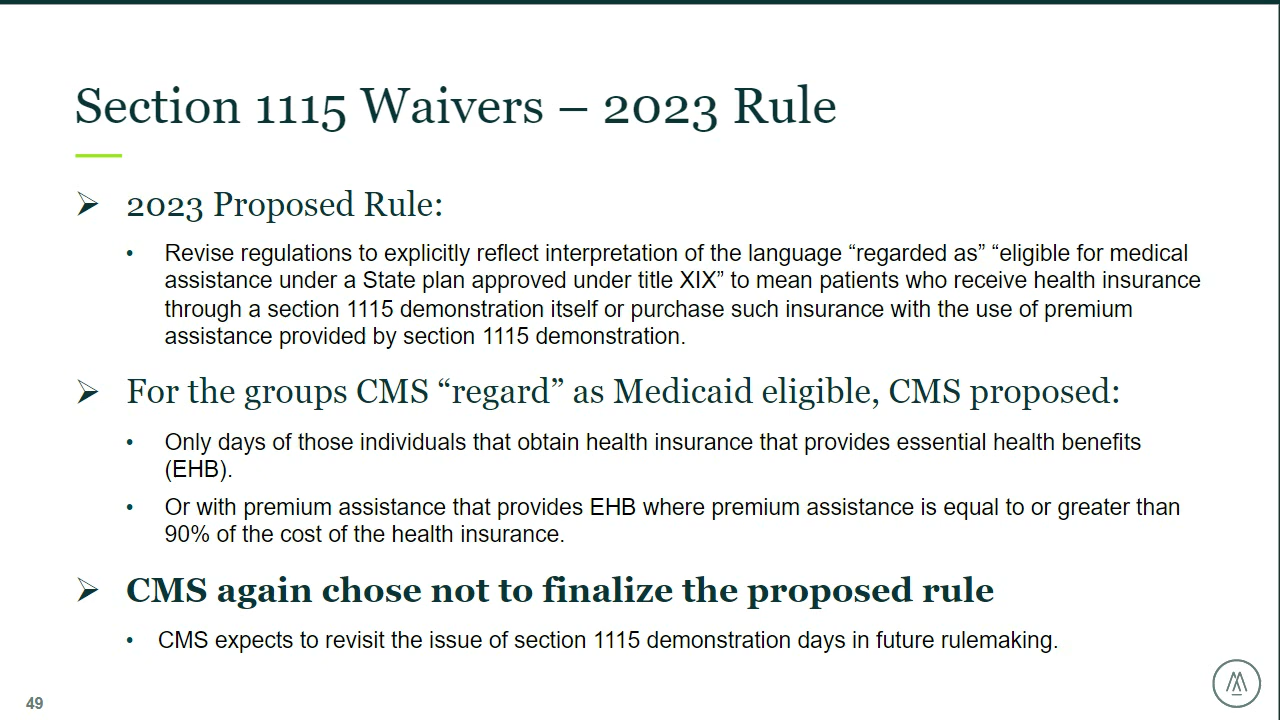 Section 1115 Waivers – 2023 Rule
➢ 2023 Proposed Rule:
• Revise regulations to explicitly reflect interpretation of the language “regarded as” “eligible for medical
assistance under a State plan approved under title XIX” to mean patients who receive health insurance
through a section 1115 demonstration itself or purchase such insurance with the use of premium
assistance provided by section 1115 demonstration.
➢ For the groups CMS “regard” as Medicaid eligible, CMS proposed:
• Only days of those individuals that obtain health insurance that provides essential health benefits
(EHB).
• Or with premium assistance that provides EHB where premium assistance is equal to or greater than
90% of the cost of the health insurance.
➢ CMS again chose not to finalize the proposed rule
• CMS expects to revisit the issue of section 1115 demonstration days in future rulemaking.
49